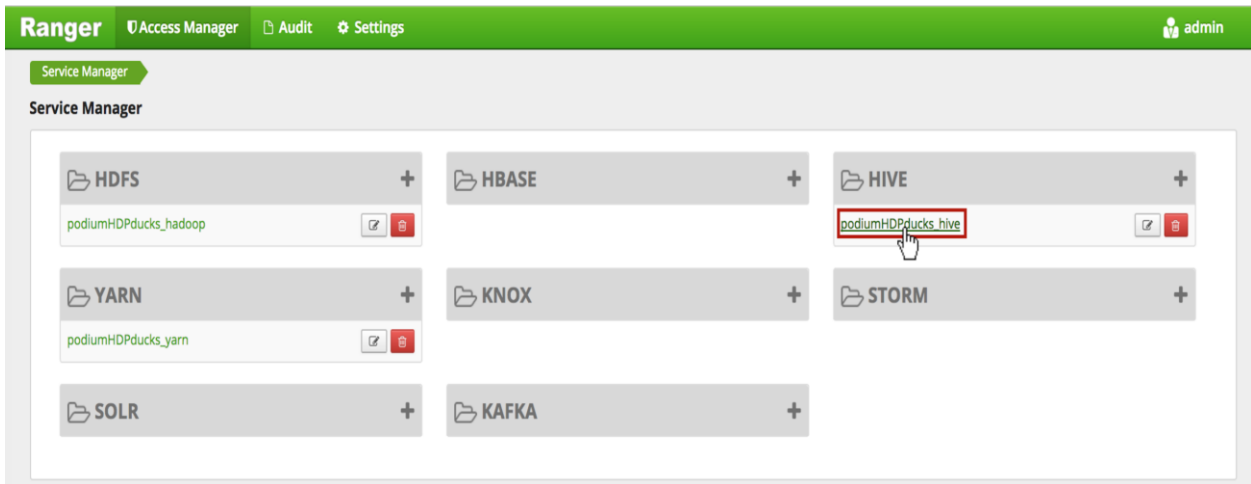 Ranger Access Manager Audit Settings admin
Service Manager
Service Manager
HDFS HBASE HIVE
podiumHDPducks_hadoop podiumHDPducks_hive
YARN KNOX STORM
podiumHDPducks_yarn
SOLR KAFKA